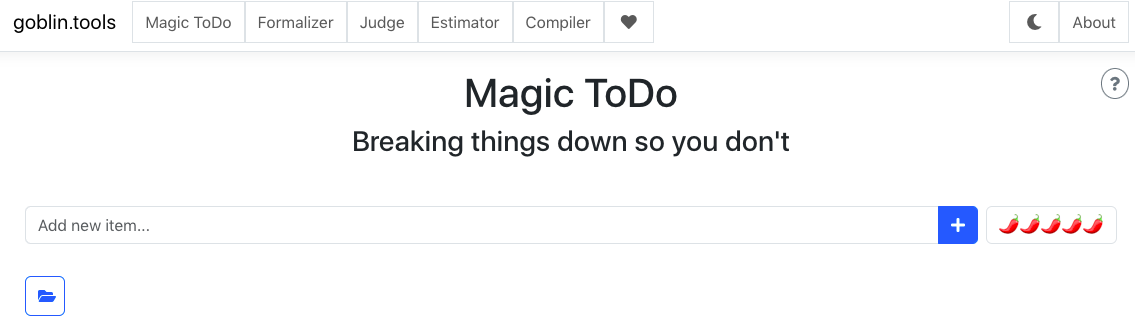 goblin.tools Magic ToDo Formalizer Judge Estimator Compiler About
?
Magic ToDo
Breaking things down so you don't
Add new item...